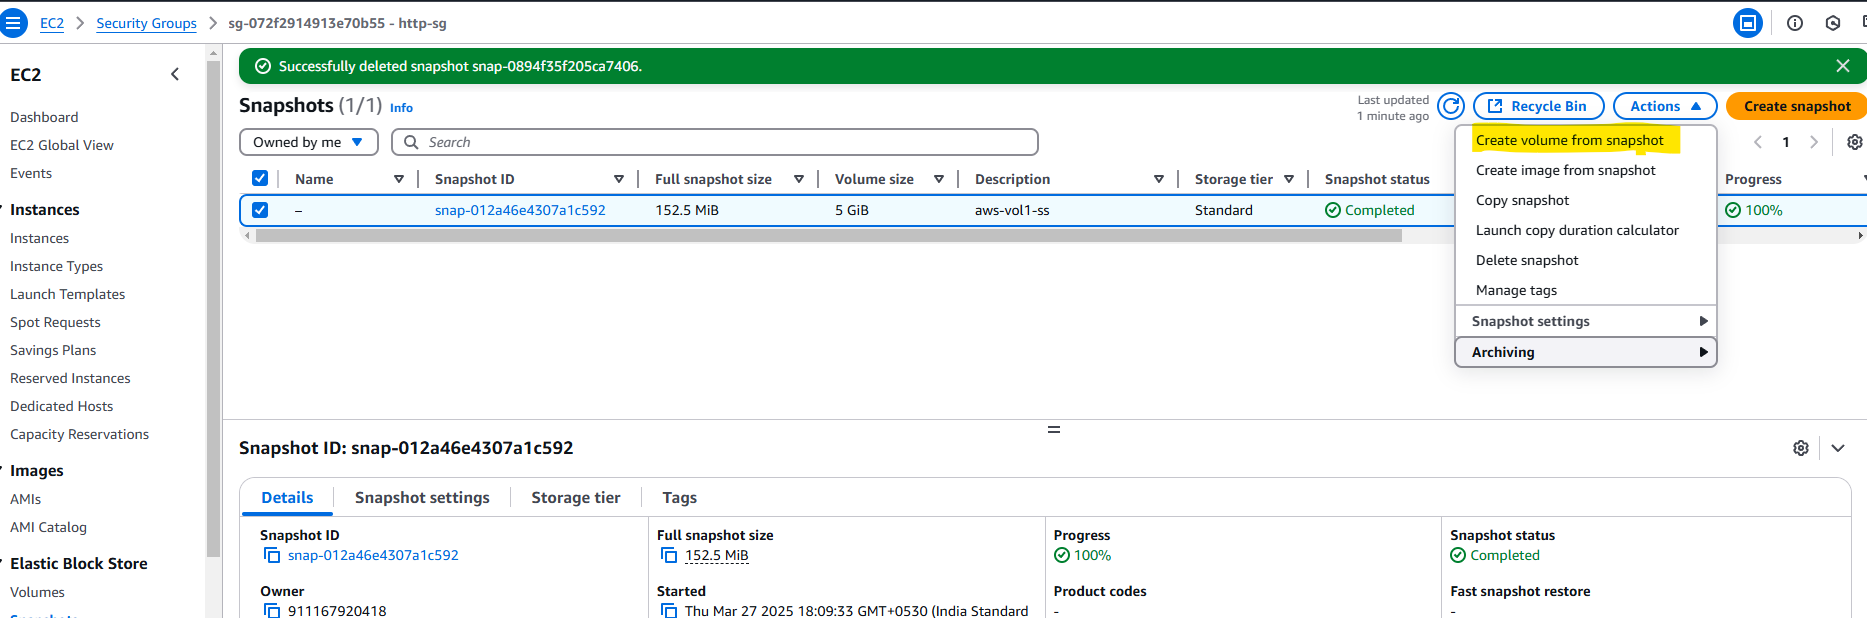 EC2 > Security Groups > sg-072f2914913e70b55 - http-sg
EC2
Dashboard
EC2 Global View
Events
Instances
Instances
Instance Types
Launch Templates
Spot Requests
Savings Plans
Reserved Instances
Dedicated Hosts
Capacity Reservations
Images
AMIs
AMI Catalog
Elastic Block Store
Volumes
Snapshots
Successfully deleted snapshot snap-0894f35f205ca7406.
Snapshots (1/1) Info
Last updated
1 minute ago
Recycle Bin
Actions
Create snapshot
Owned by me
Search
1
Name Snapshot ID Full snapshot size Volume size Description Storage tier Snapshot status Progress
– snap-012a46e4307a1c592 152.5 MiB 5 GiB aws-vol1-ss Standard Completed 100%
Create volume from snapshot
Create image from snapshot
Copy snapshot
Launch copy duration calculator
Delete snapshot
Manage tags
Snapshot settings
Archiving
Snapshot ID: snap-012a46e4307a1c592
Details Snapshot settings Storage tier Tags
Snapshot ID
snap-012a46e4307a1c592
Full snapshot size
152.5 MiB
Progress
100%
Snapshot status
Completed
Owner
911167920418
Started
Thu Mar 27 2025 18:09:33 GMT+0530 (India Standard
Product codes
-
Fast snapshot restore
-